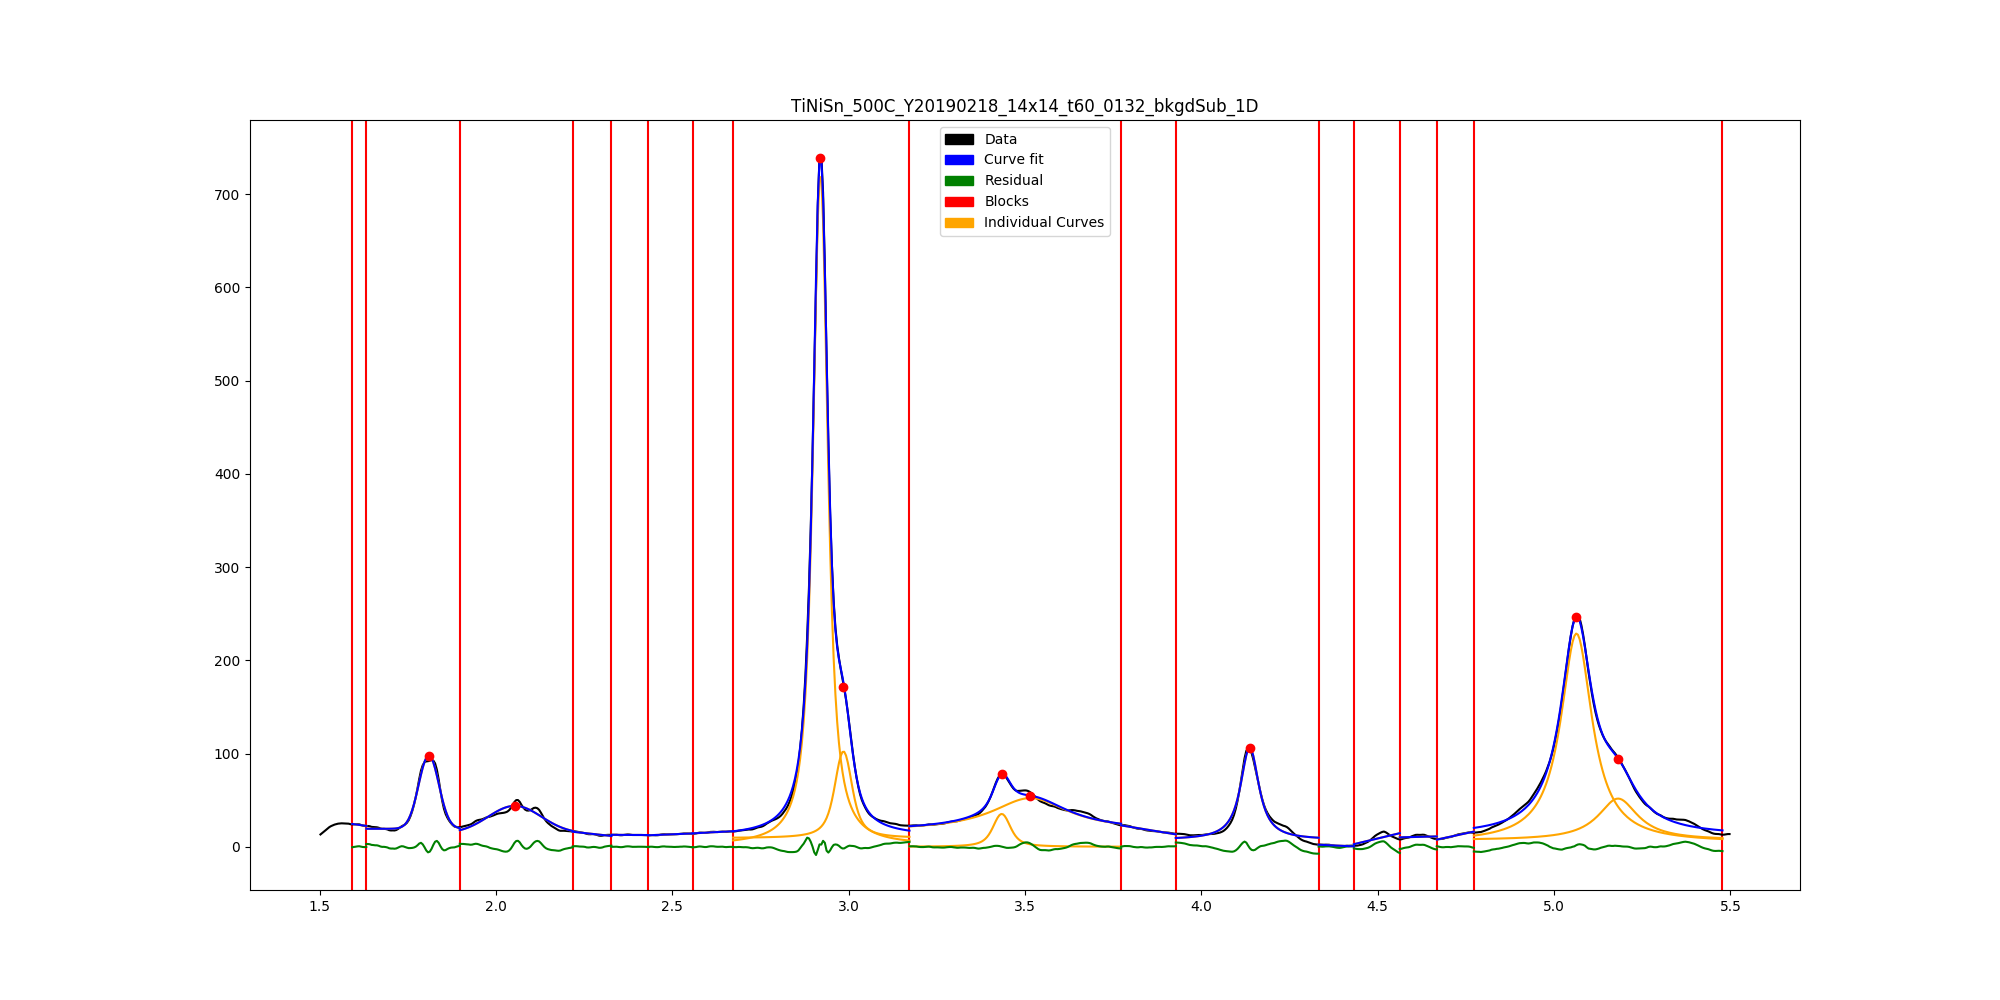 TiNiSn_500C_Y20190218_14x14_t60_0132_bkgdSub_1D
Data
Curve fit
Residual
Blocks
Individual Curves
700
600
500
400
300
200
100
0
1.5 2.0 2.5 3.0 3.5 4.0 4.5 5.0 5.5